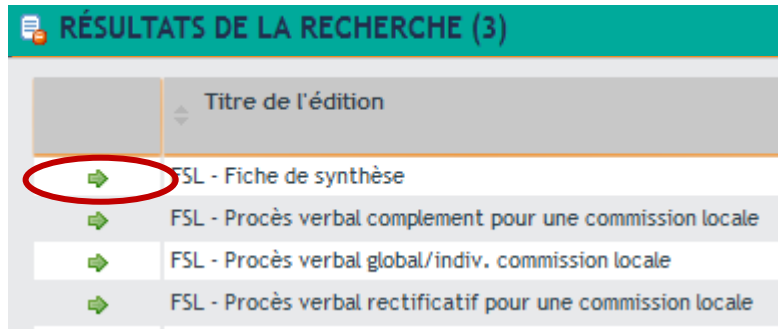 RÉSULTATS DE LA RECHERCHE (3)
Titre de l'édition
FSL - Fiche de synthèse
FSL - Procès verbal complement pour une commission locale
FSL - Procès verbal global/indiv. commission locale
FSL - Procès verbal rectificatif pour une commission locale